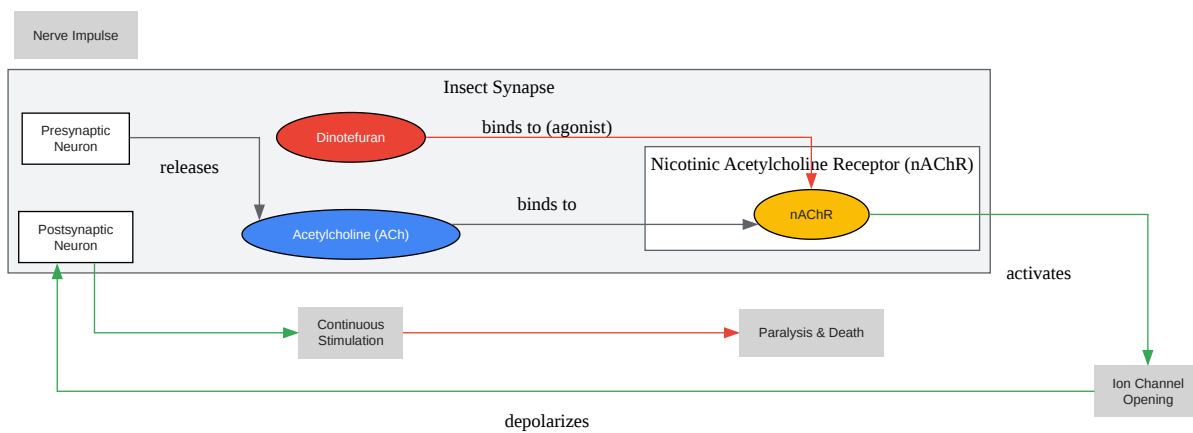 Nerve Impulse
Insect Synapse
Presynaptic
Neuron
releases
Dinotefuran
binds to (agonist)
Nicotinic Acetylcholine Receptor (nAChR)
nAChR
Postsynaptic
Neuron
Acetylcholine (ACh)
binds to
activates
Continuous
Stimulation
Paralysis & Death
Ion Channel
Opening
depolarizes